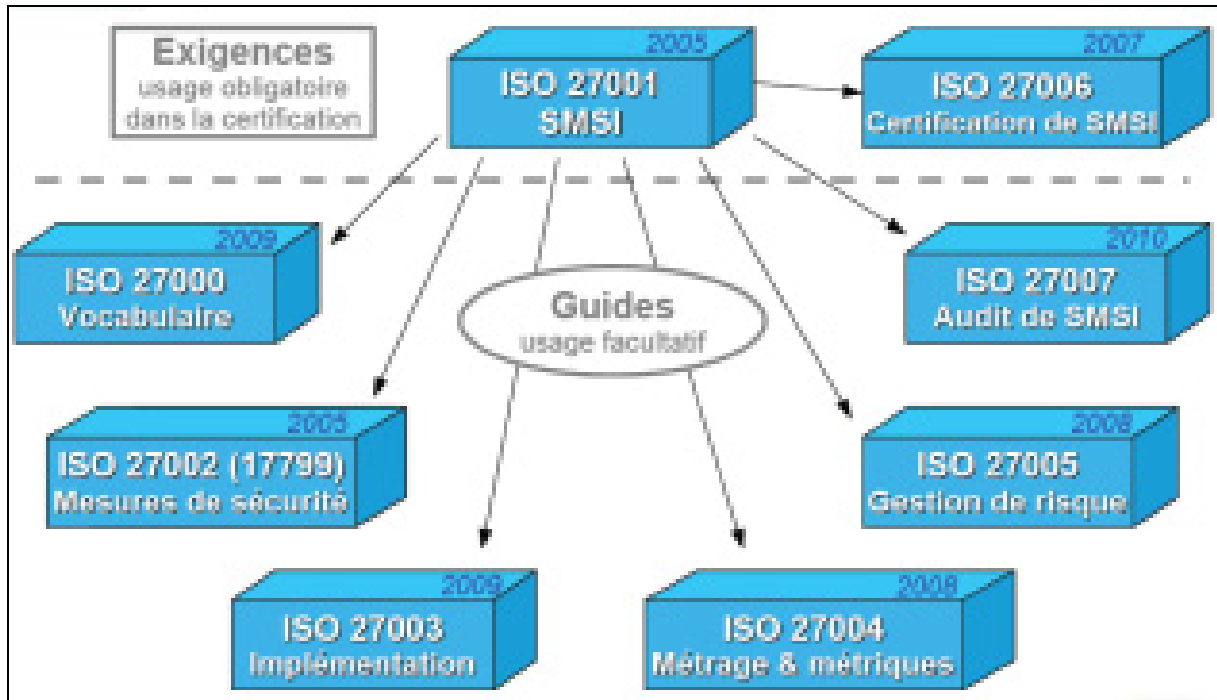 Exigences
usage obligatoire
dans la certification
2005
ISO 27001
SMSI
2007
ISO 27006
Certification de SMSI
2009
ISO 27000
Vocabulaire
Guides
usage facultatif
2010
ISO 27007
Audit de SMSI
2005
ISO 27002 (17799)
Mesures de sécurité
2008
ISO 27005
Gestion de risque
2009
ISO 27003
Implémentation
2008
ISO 27004
Métrage & métriques